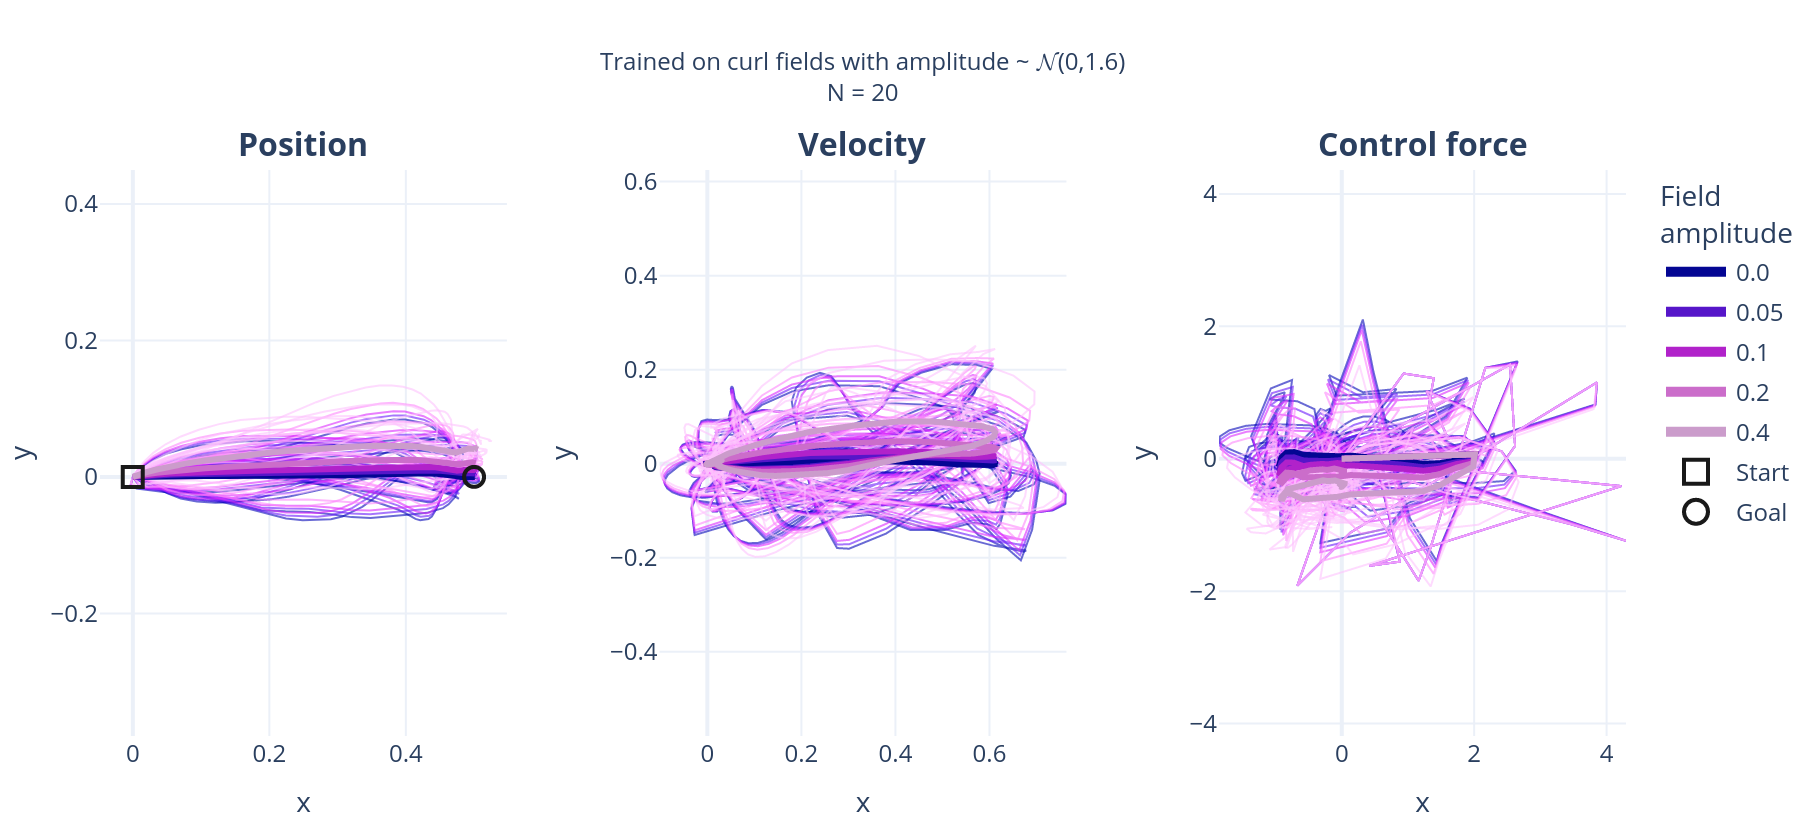 Trained on curl fields with amplitude ~ 𝒩(0,1.6)
N = 20
Position
Velocity
Control force
0.4
0.2
0
−0.2
y
0
0.2
0.4
x
0.6
0.4
0.2
0
−0.2
−0.4
y
0
0.2
0.4
0.6
x
4
2
0
−2
−4
y
0
2
4
x
Field
amplitude
0.0
0.05
0.1
0.2
0.4
Start
Goal